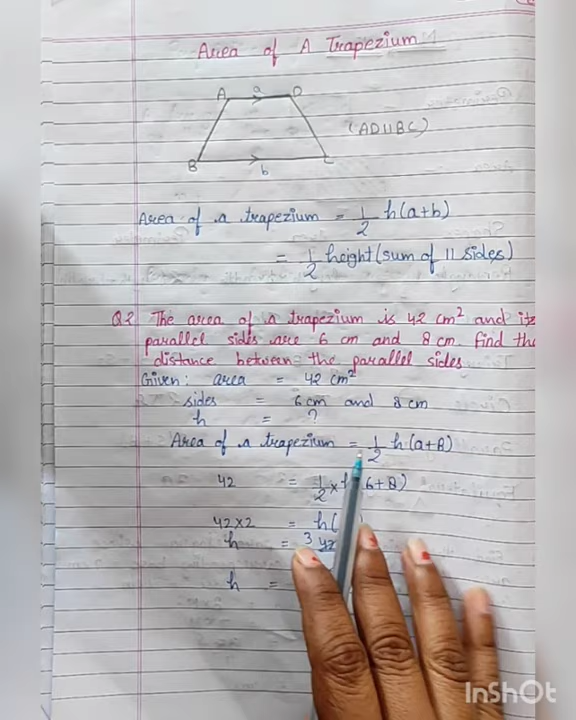 Area of A Trapezium
A a D
(AD||BC)
B b C
Area of a trapezium = 1/2 h(a+b)
= 1/2 height (sum of || sides)
Q2 The area of a trapezium is 42 cm² and its
parallel sides are 6 cm and 8 cm find the
distance between the parallel sides
Given: area = 42 cm²
sides = 6 cm and 8 cm
h = ?
Area of a trapezium = 1/2 h (a+B)
42 = 1/2 × 6+8)
42×2 = h(
h = 3 42
h =
InShOt